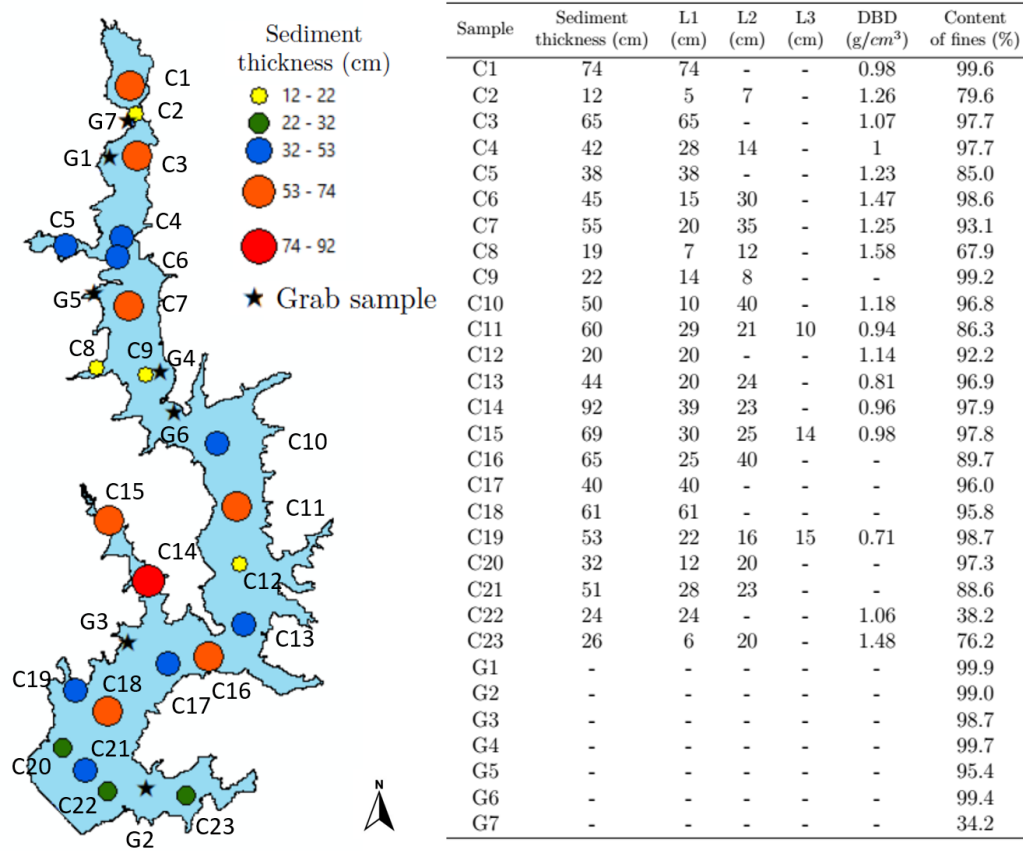 Sediment
thickness (cm)
12 - 22
22 - 32
32 - 53
53 - 74
74 - 92
Grab sample
C1
C2
G7
G1
C3
C5
C4
C6
G5
C7
C8
C9
G4
G6
C10
C15
C11
C14
C12
G3
C13
C19
C18
C16
C17
C21
C20
C22
C23
G2
N
Sample Sediment thickness (cm) L1 (cm) L2 (cm) L3 (cm) DBD (g/cm³) Content of fines (%)
C1 74 74 - - 0.98 99.6
C2 12 5 7 - 1.26 79.6
C3 65 65 - - 1.07 97.7
C4 42 28 14 - 1 97.7
C5 38 38 - - 1.23 85.0
C6 45 15 30 - 1.47 98.6
C7 55 20 35 - 1.25 93.1
C8 19 7 12 - 1.58 67.9
C9 22 14 8 - - 99.2
C10 50 10 40 - 1.18 96.8
C11 60 29 21 10 0.94 86.3
C12 20 20 - - 1.14 92.2
C13 44 20 24 - 0.81 96.9
C14 92 39 23 - 0.96 97.9
C15 69 30 25 14 0.98 97.8
C16 65 25 40 - - 89.7
C17 40 40 - - - 96.0
C18 61 61 - - - 95.8
C19 53 22 16 15 0.71 98.7
C20 32 12 20 - - 97.3
C21 51 28 23 - - 88.6
C22 24 24 - - 1.06 38.2
C23 26 6 20 - 1.48 76.2
G1 - - - - - 99.9
G2 - - - - - 99.0
G3 - - - - - 98.7
G4 - - - - - 99.7
G5 - - - - - 95.4
G6 - - - - - 99.4
G7 - - - - - 34.2